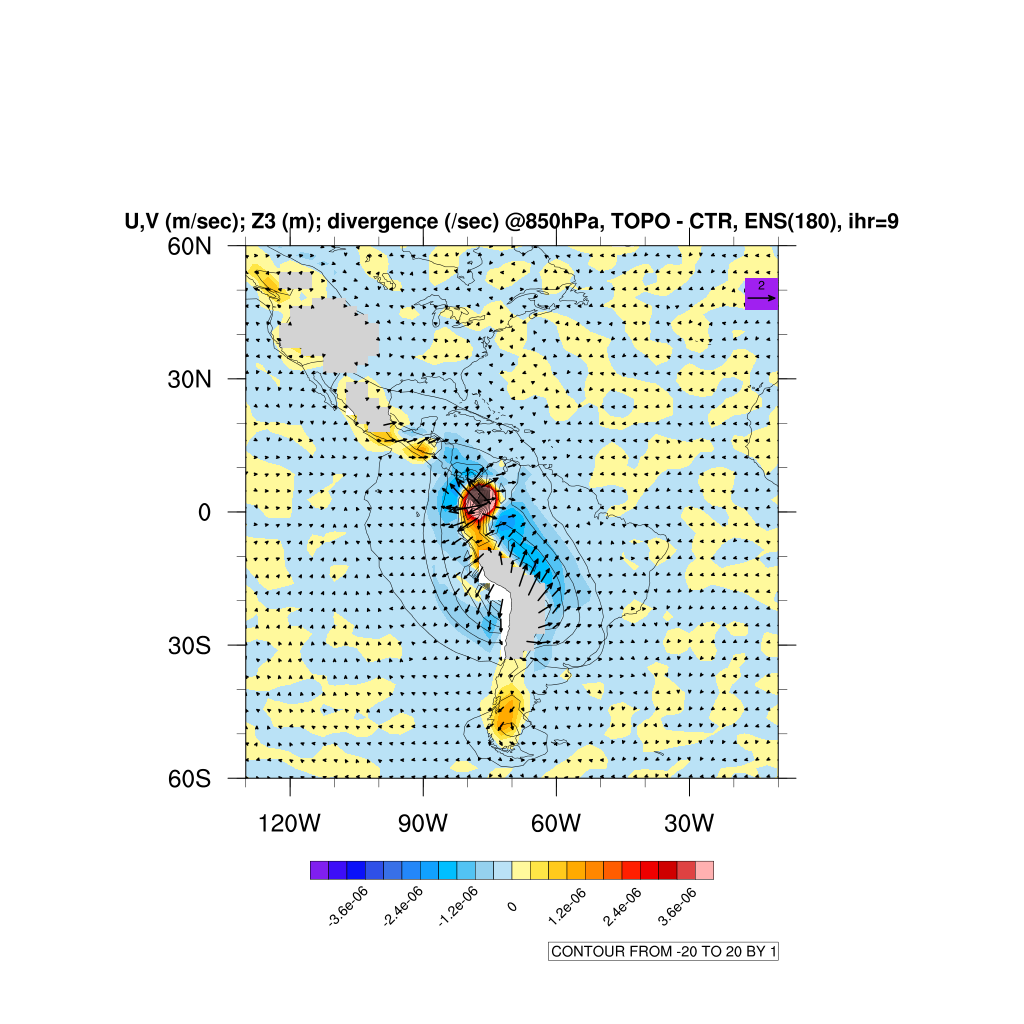 U,V (m/sec); Z3 (m); divergence (/sec) @850hPa, TOPO - CTR, ENS(180), ihr=9
60N
2
30N
0
30S
60S
120W 90W 60W 30W
-3.6e-06 -2.4e-06 -1.2e-06 0 1.2e-06 2.4e-06 3.6e-06
CONTOUR FROM -20 TO 20 BY 1